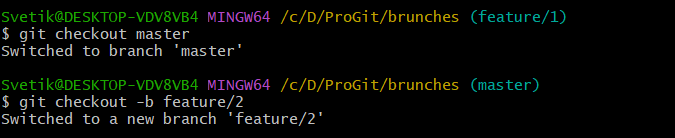 Svetik@DESKTOP-VDV8VB4 MINGW64 /c/D/ProGit/brunches (feature/1)
$ git checkout master
Switched to branch 'master'
Svetik@DESKTOP-VDV8VB4 MINGW64 /c/D/ProGit/brunches (master)
$ git checkout -b feature/2
Switched to a new branch 'feature/2'